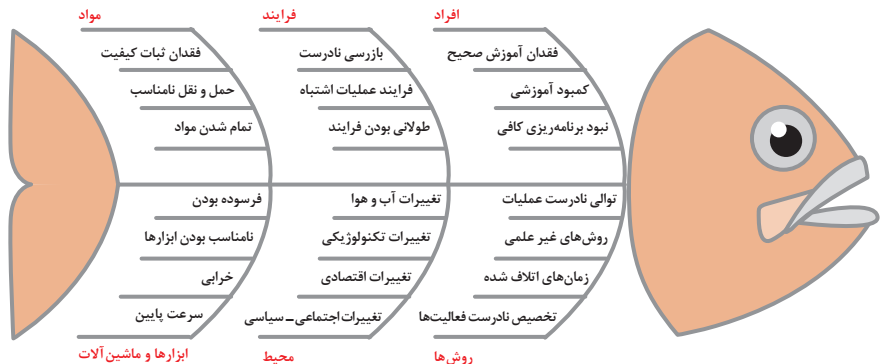 افراد
فقدان آموزش صحیح
کمبود آموزشی
نبود برنامه‌ریزی کافی
فرایند
بازرسی نادرست
فرایند عملیات اشتباه
طولانی بودن فرایند
مواد
فقدان ثبات کیفیت
حمل و نقل نامناسب
تمام شدن مواد
توالی نادرست عملیات
روش‌های غیر علمی
زمان‌های اتلاف شده
تخصیص نادرست فعالیت‌ها
روش‌ها
تغییرات آب و هوا
تغییرات تکنولوژیکی
تغییرات اقتصادی
تغییرات اجتماعی ـ سیاسی
محیط
فرسوده بودن
نامناسب بودن ابزارها
خرابی
سرعت پایین
ابزارها و ماشین‌آلات